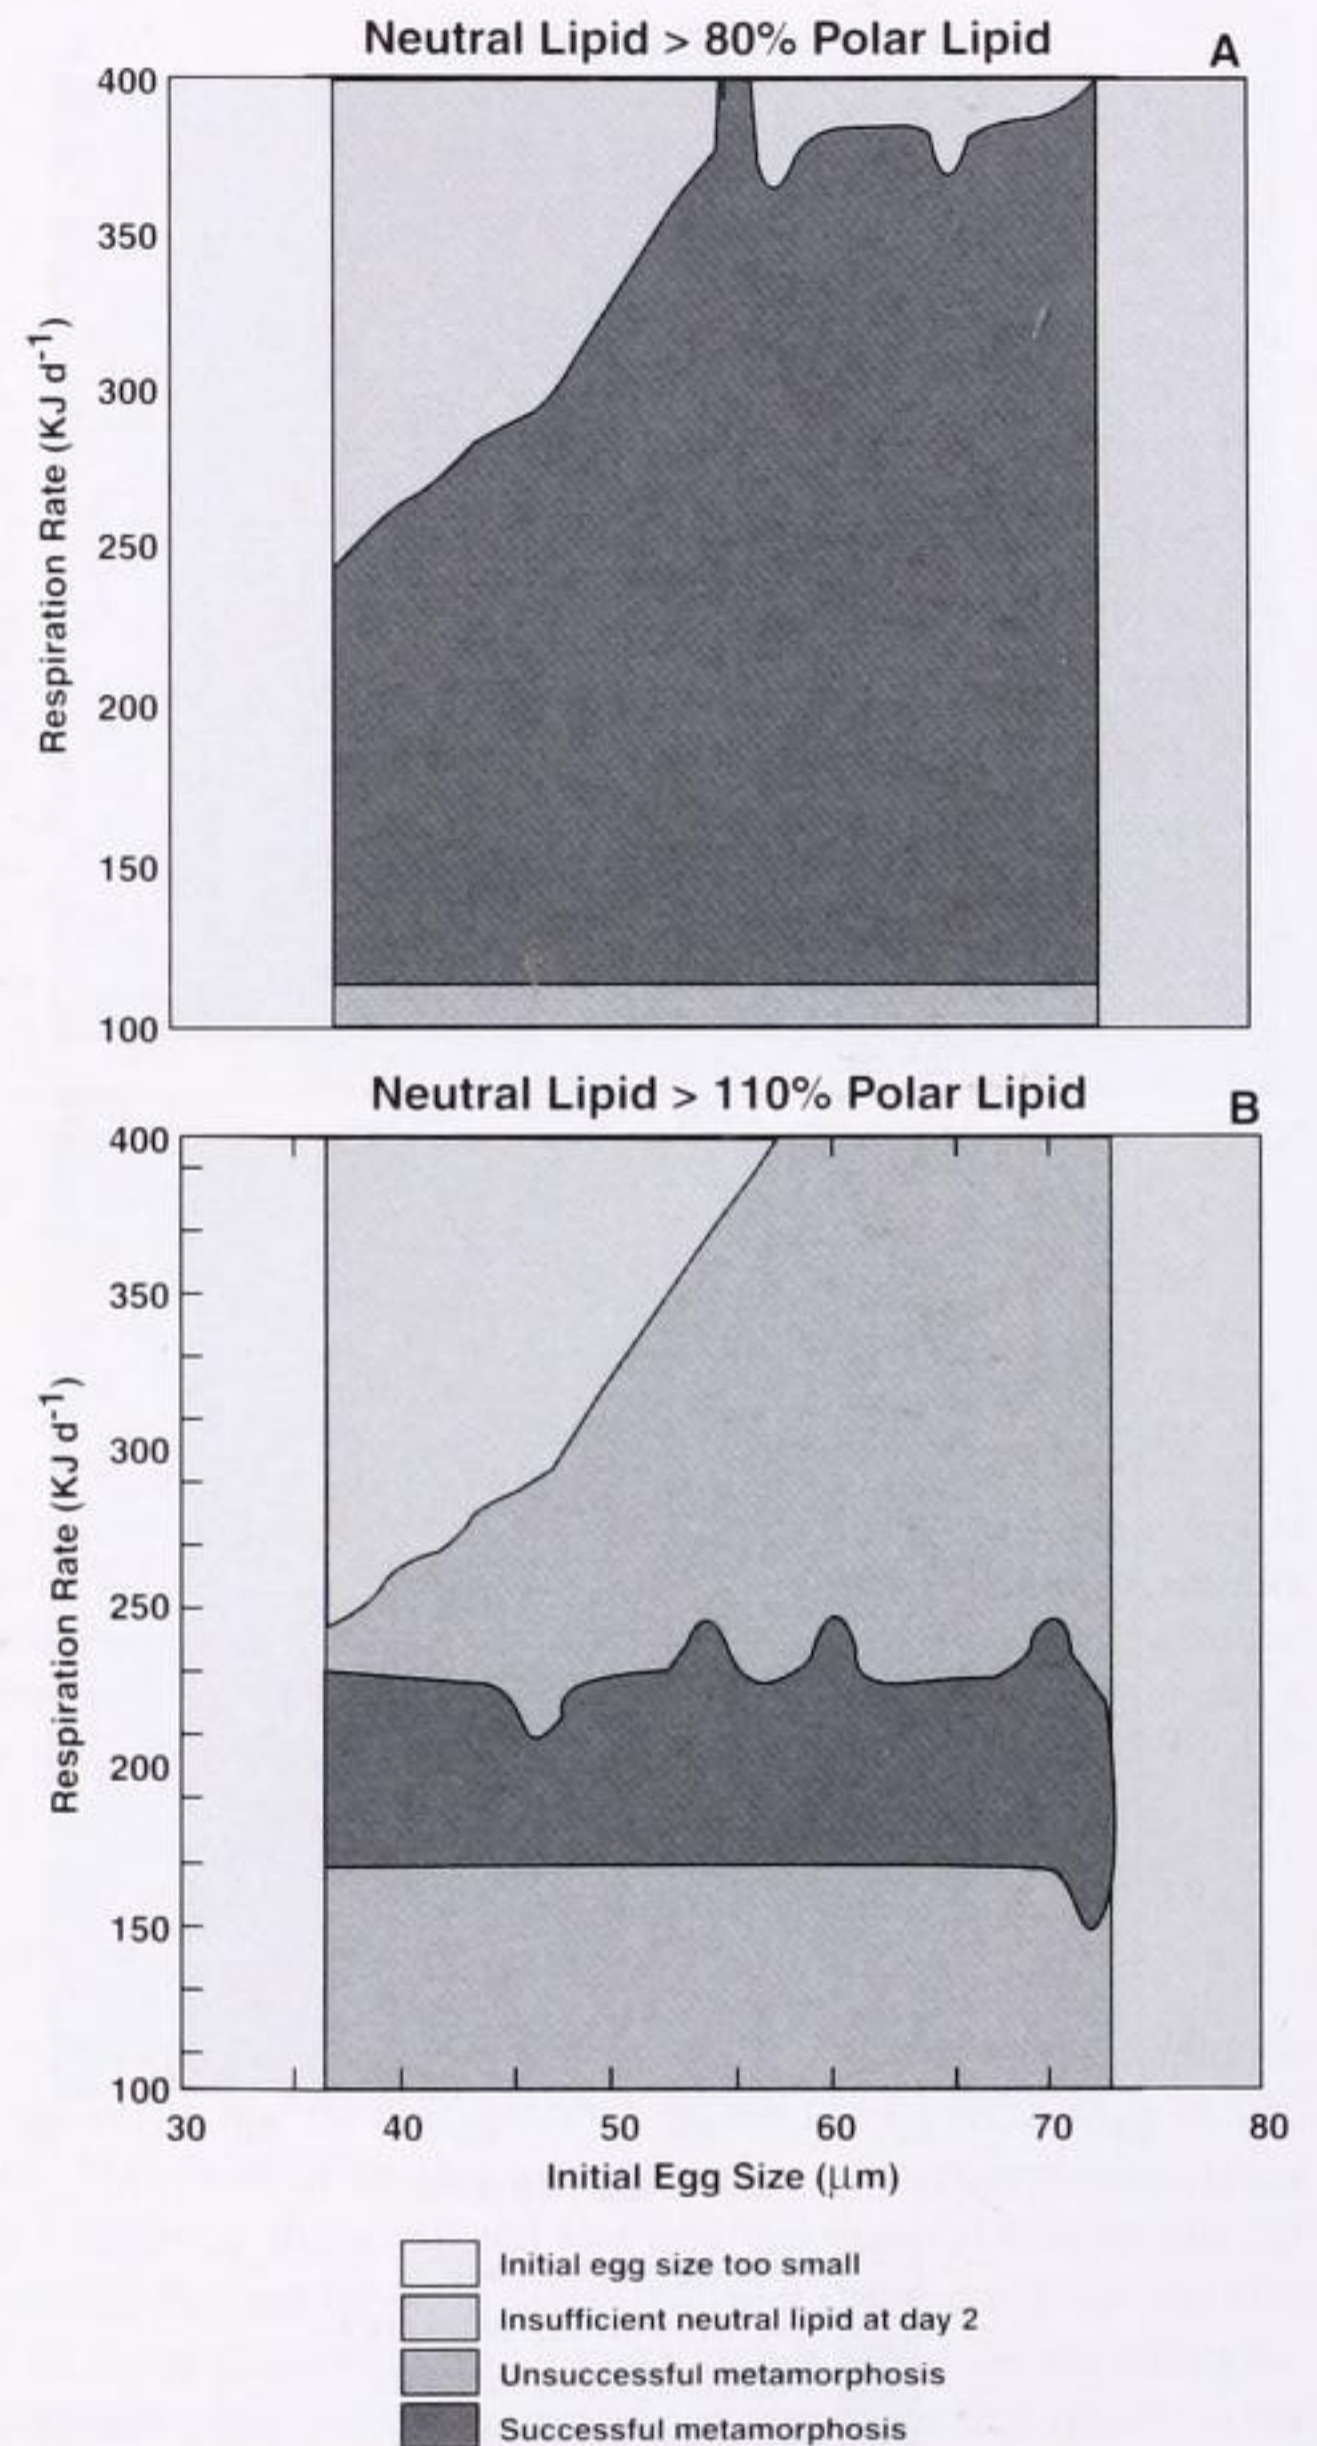 Neutral Lipid > 80% Polar Lipid
A
400
350
300
250
200
150
100
Respiration Rate (KJ d-1)
Neutral Lipid > 110% Polar Lipid
B
400
350
300
250
200
150
100
Respiration Rate (KJ d-1)
30 40 50 60 70 80
Initial Egg Size (μm)
Initial egg size too small
Insufficient neutral lipid at day 2
Unsuccessful metamorphosis
Successful metamorphosis